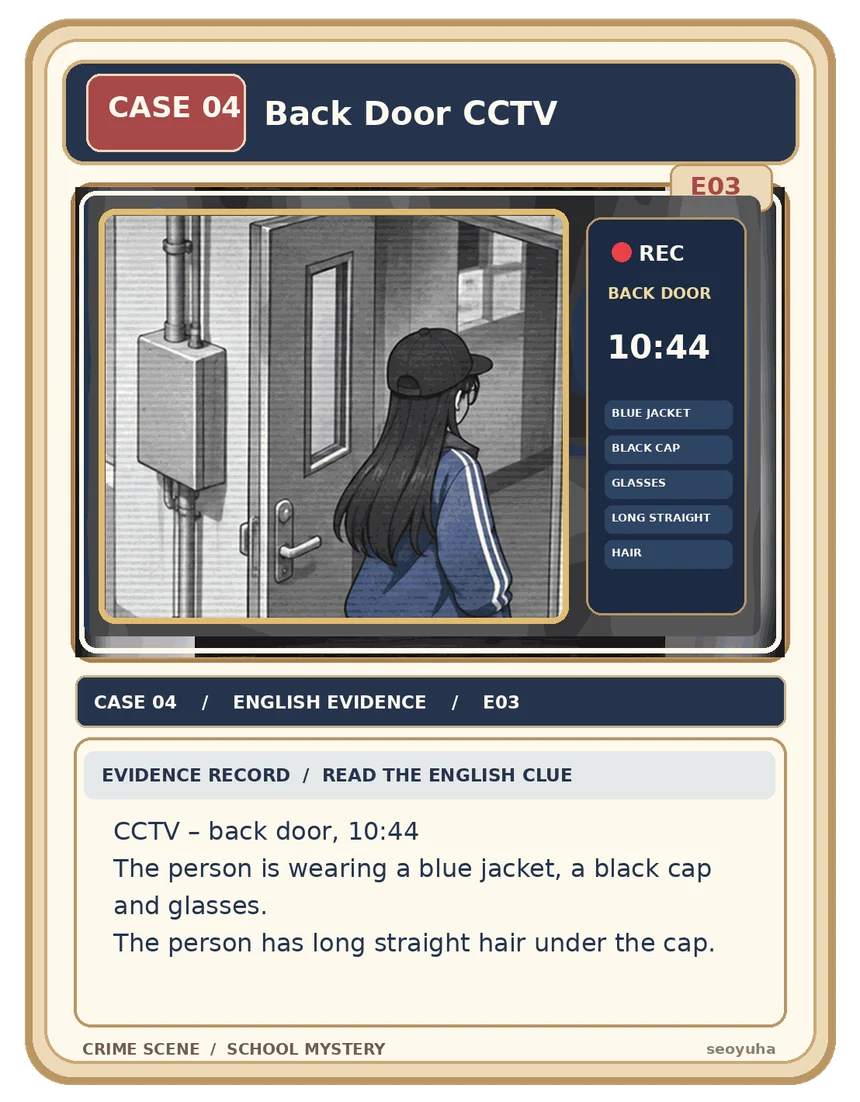 CASE 04
Back Door CCTV
E03
REC
BACK DOOR
10:44
BLUE JACKET
BLACK CAP
GLASSES
LONG STRAIGHT
HAIR
CASE 04 / ENGLISH EVIDENCE / E03
EVIDENCE RECORD / READ THE ENGLISH CLUE
CCTV – back door, 10:44
The person is wearing a blue jacket, a black cap
and glasses.
The person has long straight hair under the cap.
CRIME SCENE / SCHOOL MYSTERY
seoyuha